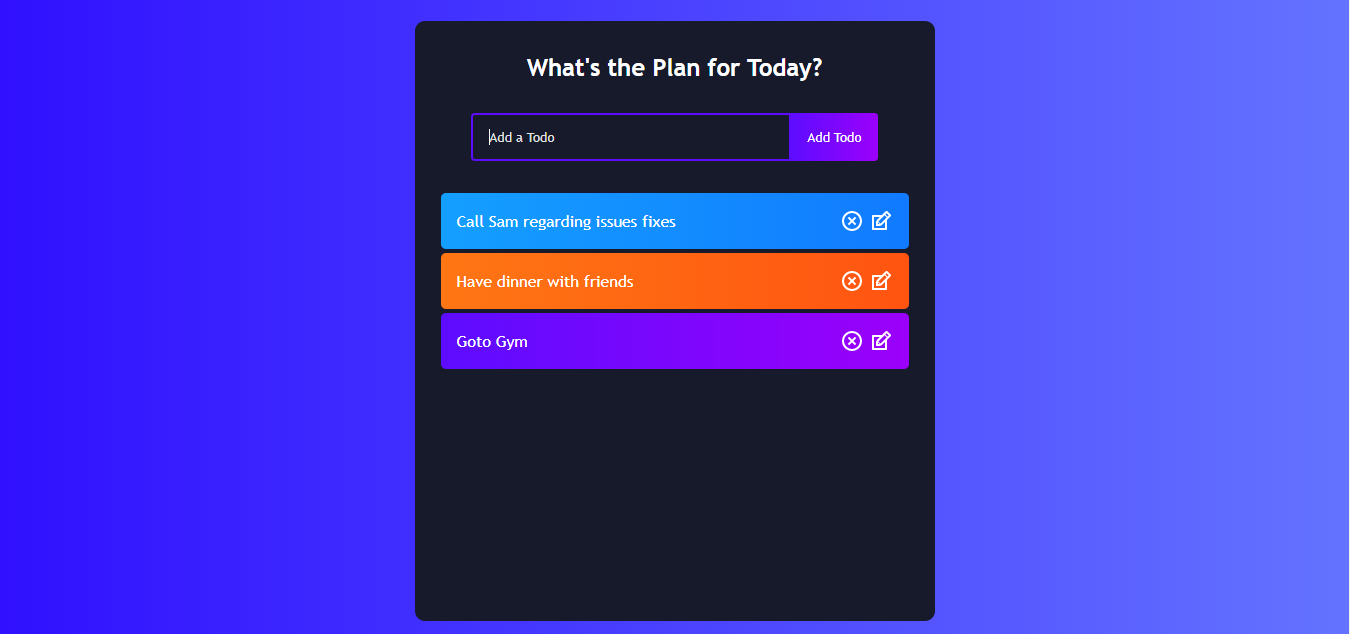 What's the Plan for Today?
Add a Todo
Add Todo
Call Sam regarding issues fixes
Have dinner with friends
Goto Gym